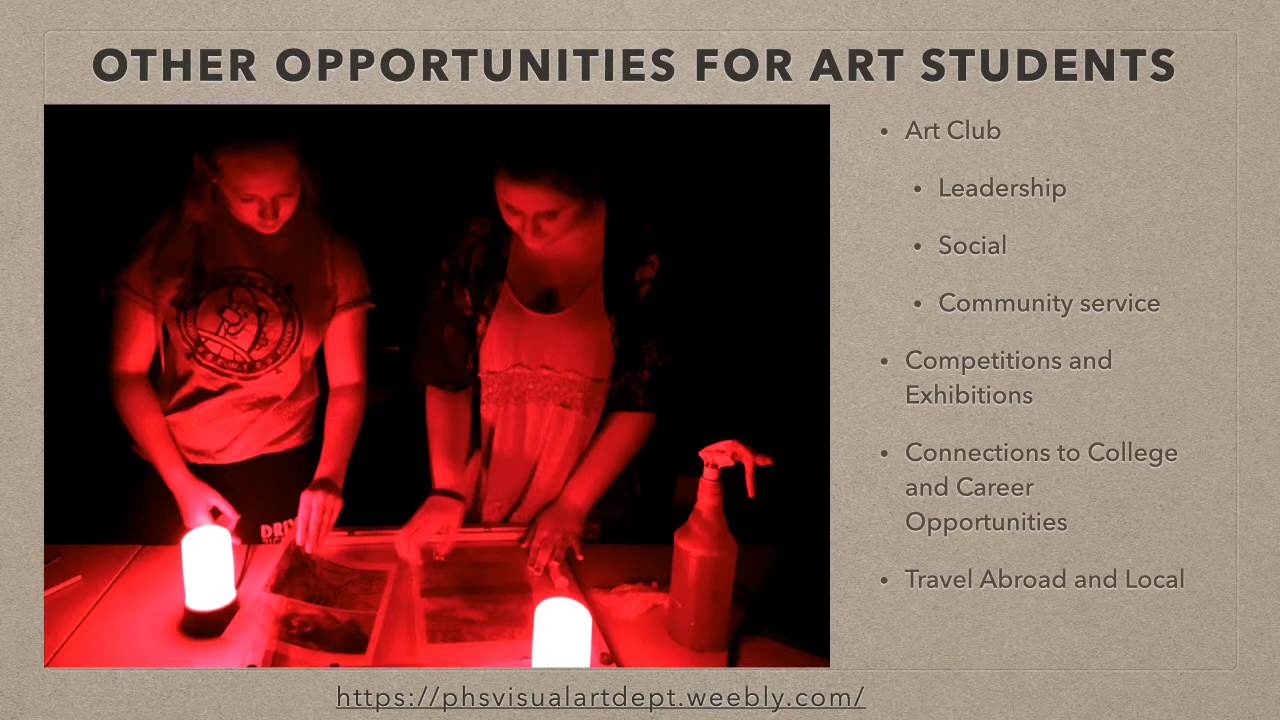 OTHER OPPORTUNITIES FOR ART STUDENTS
• Art Club
• Leadership
• Social
• Community service
• Competitions and
Exhibitions
• Connections to College
and Career
Opportunities
• Travel Abroad and Local
https://phsvisualartdept.weebly.com/